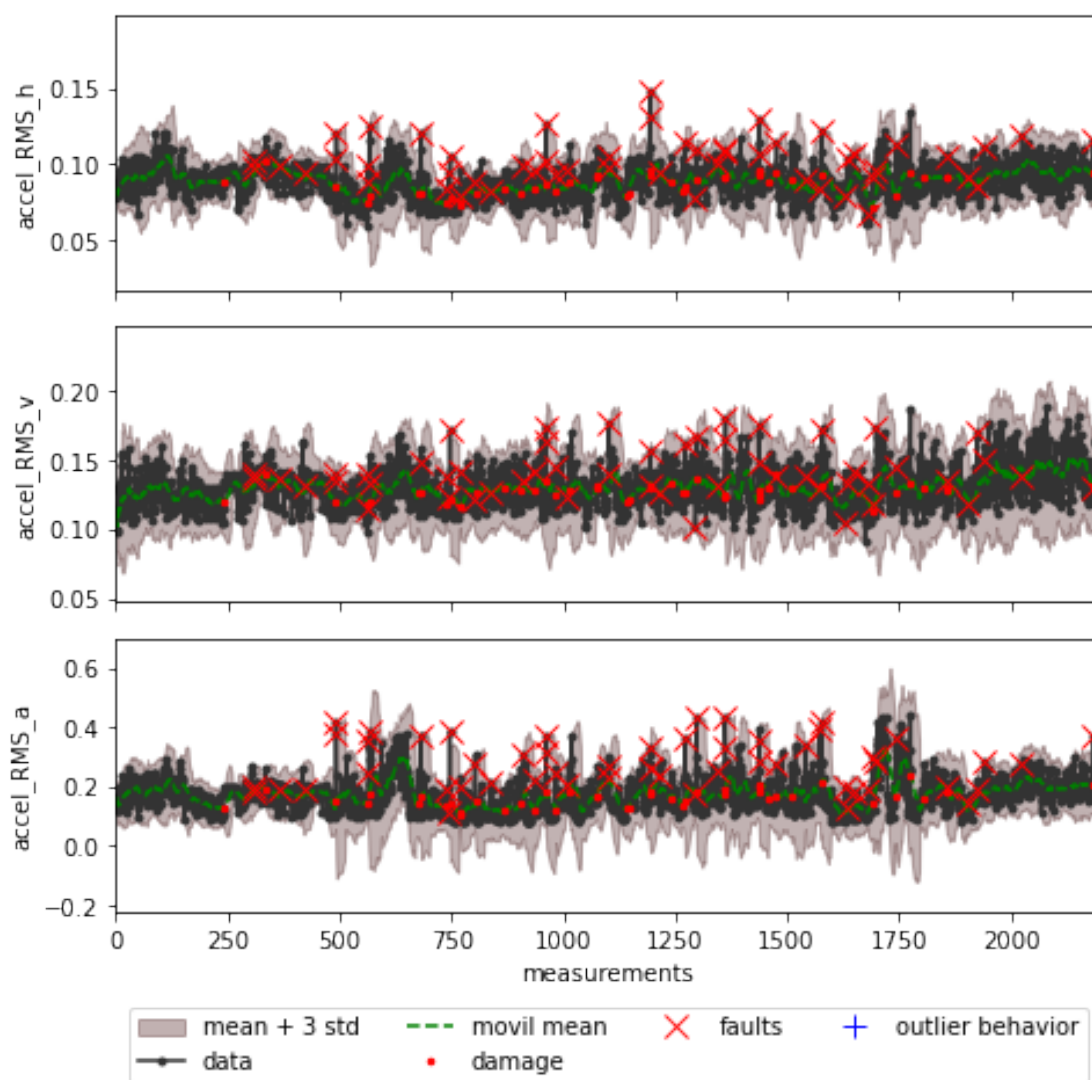 0.15
0.10
0.05
accel_RMS_h
0.20
0.15
0.10
0.05
accel_RMS_v
0.6
0.4
0.2
0.0
−0.2
accel_RMS_a
0 250 500 750 1000 1250 1500 1750 2000
measurements
mean + 3 std movil mean faults outlier behavior
data damage